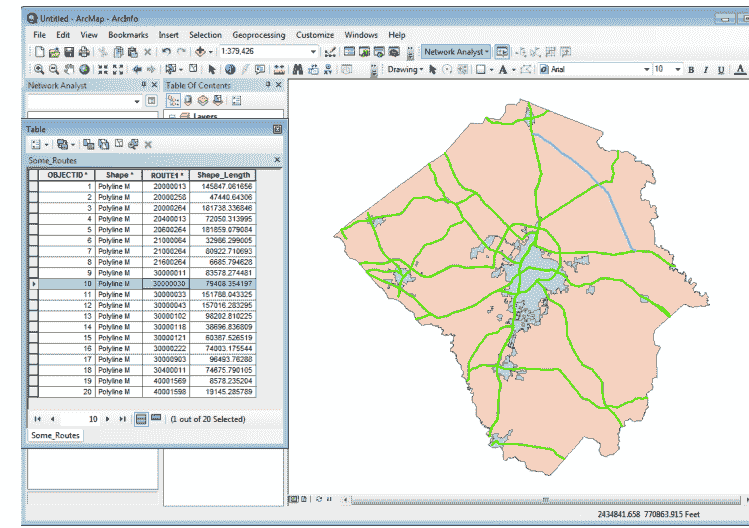 Untitled - ArcMap - ArcInfo
File Edit View Bookmarks Insert Selection Geoprocessing Customize Windows Help
1:379,426 Network Analyst
Drawing Arial 10 B I U A
Network Analyst Table Of Contents
Layers
Table
Some_Routes
OBJECTID * Shape * ROUTE1 * Shape_Length
1 Polyline M 20000013 145847.061656
2 Polyline M 20000258 47440.64306
3 Polyline M 20000264 181738.336846
4 Polyline M 20400013 72058.313995
5 Polyline M 20600264 181859.079084
6 Polyline M 21000064 32986.299805
7 Polyline M 21000264 80922.710693
8 Polyline M 21600264 6685.794628
9 Polyline M 30000011 83578.274481
10 Polyline M 30000030 79408.354197
11 Polyline M 30000033 151788.043325
12 Polyline M 30000043 157016.283295
13 Polyline M 30000102 98202.810225
14 Polyline M 30000118 38696.836809
15 Polyline M 30000121 60387.526519
16 Polyline M 30000222 74003.175544
17 Polyline M 30000903 96493.76288
18 Polyline M 30400011 74675.790105
19 Polyline M 40001569 8578.235204
20 Polyline M 40001598 19145.285789
10 (1 out of 20 Selected)
Some_Routes
2434841.658 770863.915 Feet